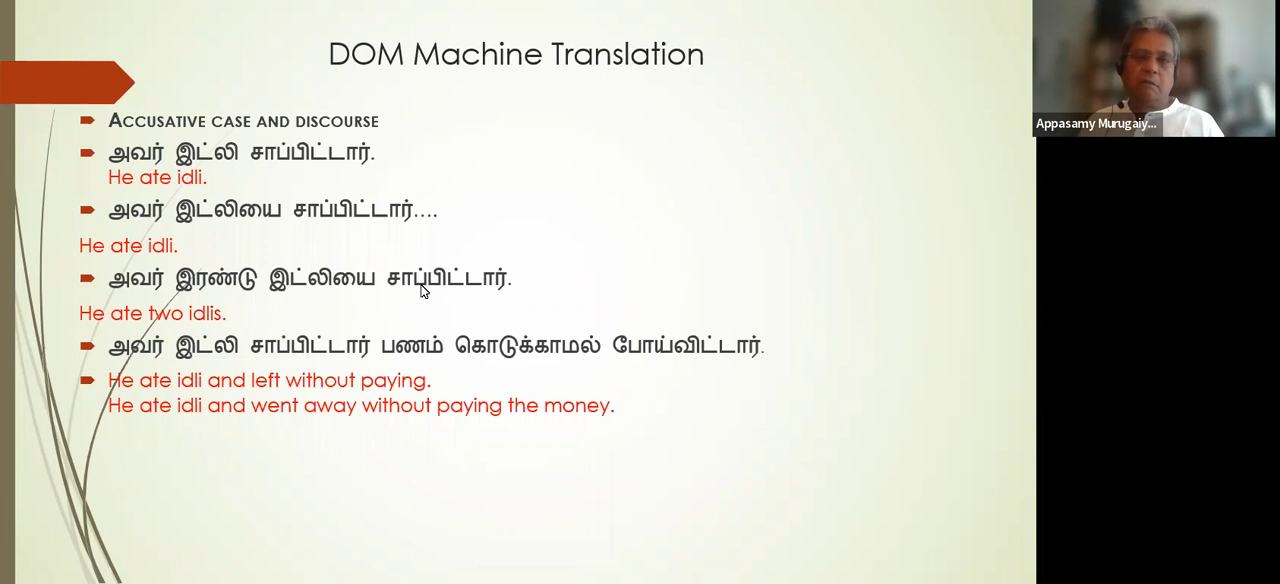 DOM Machine Translation
Appasamy Murugaiy...
ACCUSATIVE CASE AND DISCOURSE
அவர் இட்லி சாப்பிட்டார்.
He ate idli.
அவர் இட்லியை சாப்பிட்டார்....
He ate idli.
அவர் இரண்டு இட்லியை சாப்பிட்டார்.
He ate two idlis.
அவர் இட்லி சாப்பிட்டார் பணம் கொடுக்காமல் போய்விட்டார்.
He ate idli and left without paying.
He ate idli and went away without paying the money.